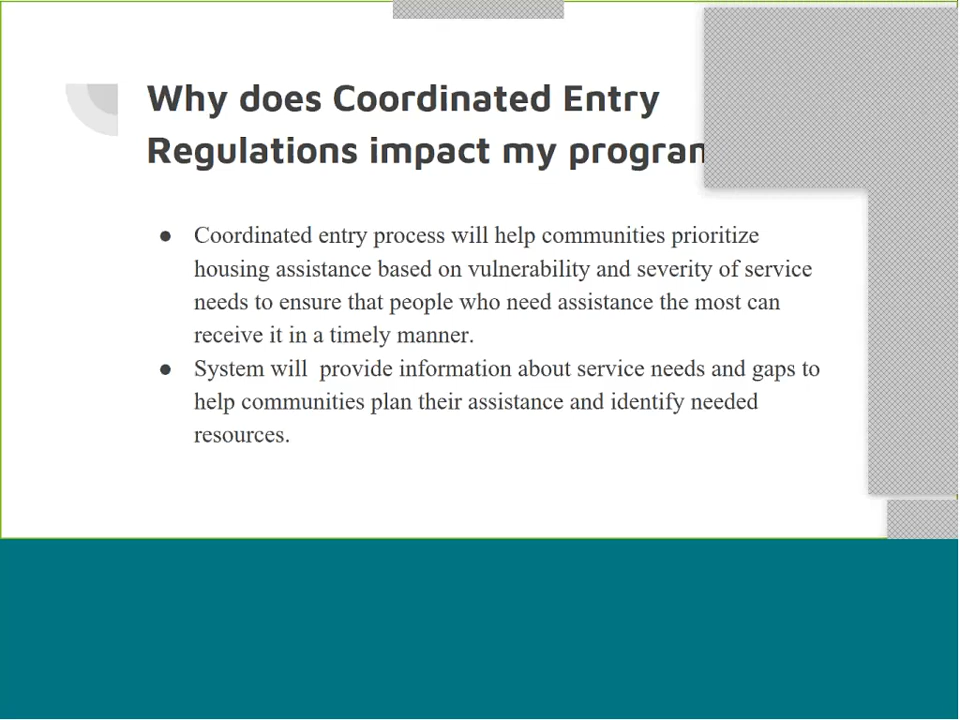 Why does Coordinated Entry
Regulations impact my program
● Coordinated entry process will help communities prioritize
housing assistance based on vulnerability and severity of service
needs to ensure that people who need assistance the most can
receive it in a timely manner.
● System will  provide information about service needs and gaps to
help communities plan their assistance and identify needed
resources.